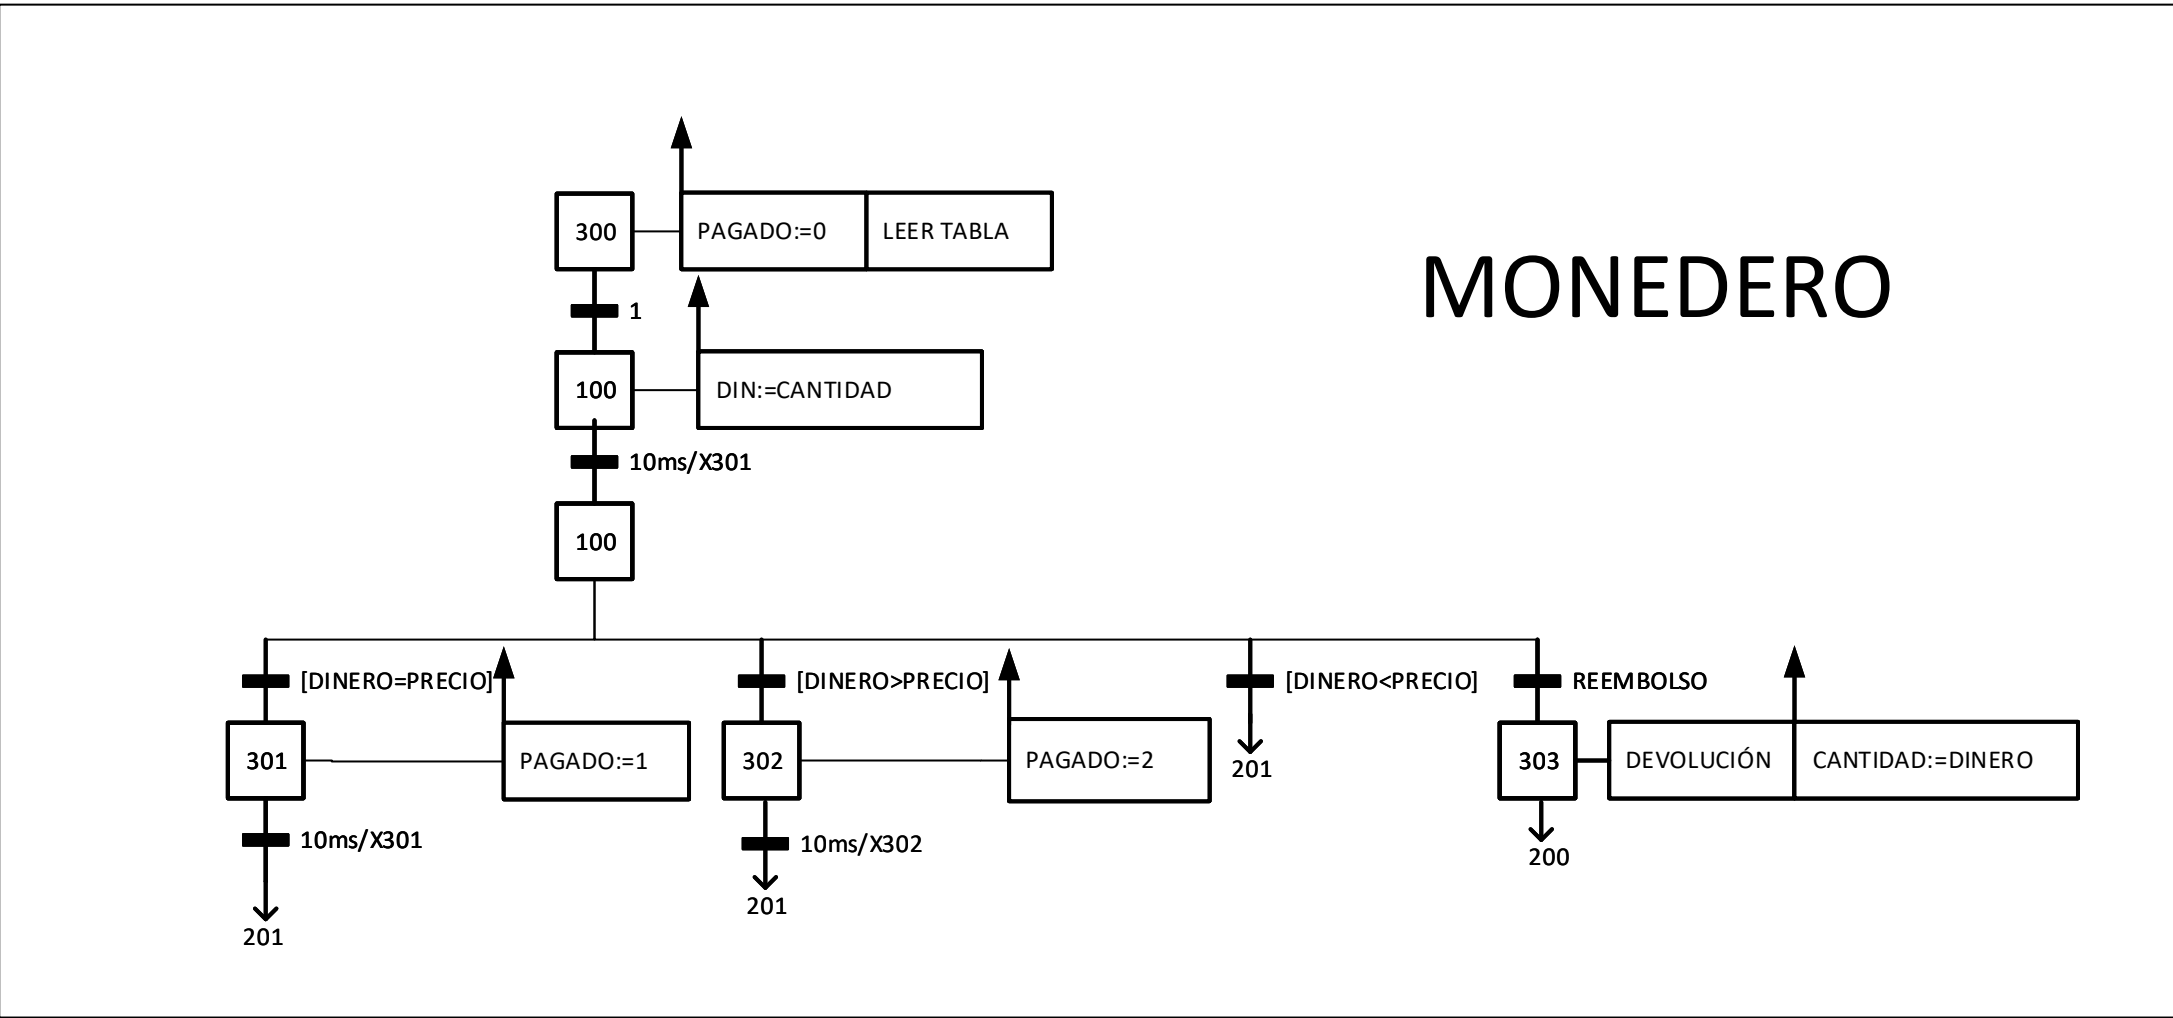 300
PAGADO:=0
LEER TABLA
MONEDERO
1
100
DIN:=CANTIDAD
10ms/X301
100
[DINERO=PRECIO]
[DINERO>PRECIO]
[DINERO<PRECIO]
REEMBOLSO
301
PAGADO:=1
302
PAGADO:=2
201
303
DEVOLUCIÓN
CANTIDAD:=DINERO
10ms/X301
10ms/X302
200
201
201